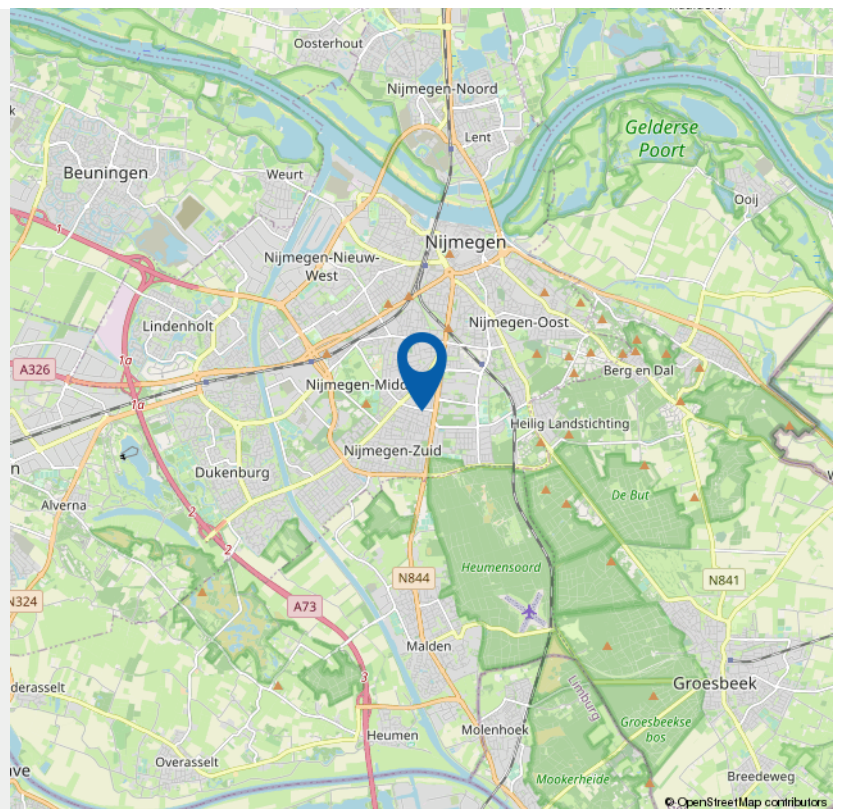 Oosterhout
Nijmegen-Noord
Lent
Gelderse
Poort
Beuningen
Weurt
Ooij
Nijmegen
Nijmegen-Nieuw-
West
1
Lindenholt
Nijmegen-Oost
1a
A326
Berg en Dal
Nijmegen-Midd
1a
Heilig Landstichting
Nijmegen-Zuid
Dukenburg
De But
Alverna
2
2
Heumensoord
N844
N841
N324
A73
Malden
3
Limburg
Groesbeek
derasselt
Groesbeekse
bos
Heumen
Molenhoek
Overasselt
Mookerheide
Breedeweg
© OpenStreetMap contributors